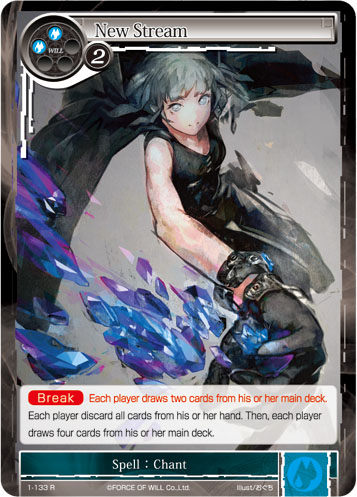 New Stream
WILL
2
Break Each player draws two cards from his or her main deck.
Each player discard all cards from his or her hand. Then, each player
draws four cards from his or her main deck.
Spell : Chant
1-133 R ©FORCE OF WILL Co.,Ltd. Illust/おぐち